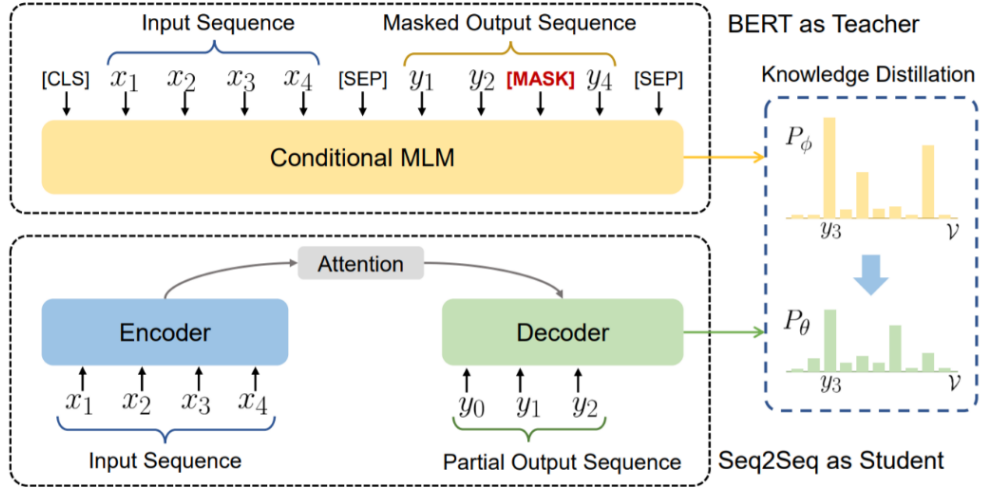 Input Sequence
Masked Output Sequence
BERT as Teacher
[CLS] x1 x2 x3 x4 [SEP] y1 y2 [MASK] y4 [SEP]
Knowledge Distillation
Conditional MLM
Pϕ
y3 𝒱
Attention
Encoder
Decoder
Pθ
y3 𝒱
x1 x2 x3 x4
y0 y1 y2
Input Sequence
Partial Output Sequence
Seq2Seq as Student